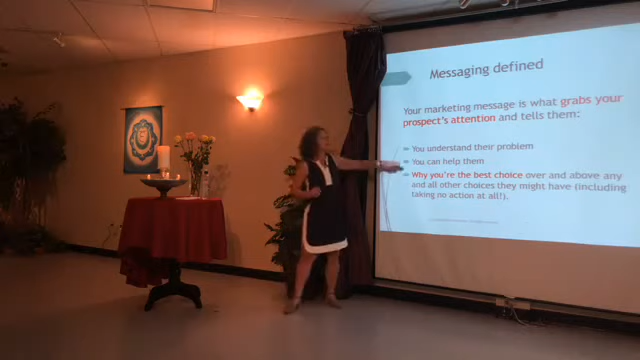 Messaging defined
Your marketing message is what grabs your
prospect's attention and tells them:
You understand their problem
You can help them
Why you're the best choice over and above any
and all other choices they might have (including
taking no action at all!).